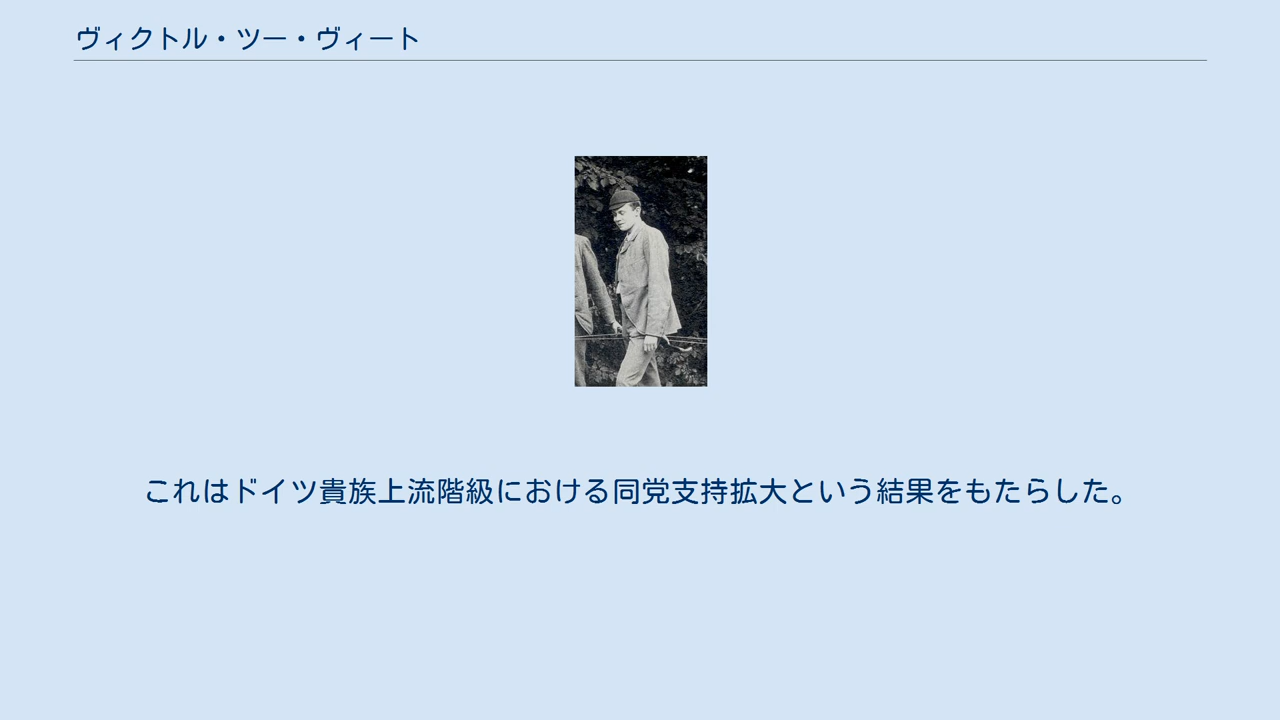 ヴィクトル・ツー・ヴィート
これはドイツ貴族上流階級における同党支持拡大という結果をもたらした。